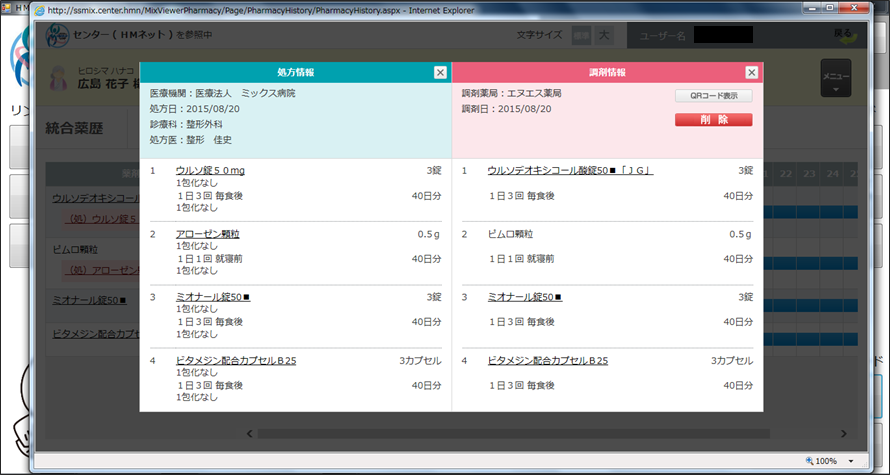 http://ssmix.center.hmn/MixViewerPharmacy/Page/PharmacyHistory/PharmacyHistory.aspx - Internet Explorer
センター ( ＨＭネット ) を参照中
文字サイズ 標準 大
ユーザー名
戻る
ヒロシマ ハナコ
広島 花子
メニュー
統合薬歴
処方情報
医療機関：医療法人 ミックス病院
処方日：2015/08/20
診療科：整形外科
処方医：整形 佳史
調剤情報
調剤薬局：エヌエス薬局
調剤日：2015/08/20
QRコード表示
削 除
1 ウルソ錠５０mg 3錠
1包化なし
１日３回 毎食後 40日分
1包化なし
2 アローゼン顆粒 0.5ｇ
1包化なし
１日１回 就寝前 40日分
1包化なし
3 ミオナール錠50■ 3錠
1包化なし
１日３回 毎食後 40日分
1包化なし
4 ビタメジン配合カプセルＢ25 3カプセル
1包化なし
１日３回 毎食後 40日分
1包化なし
1 ウルソデオキシコール酸錠50■「ＪＧ」 3錠
１日３回 毎食後 40日分
2 ピムロ顆粒 0.5ｇ
１日１回 就寝前 40日分
3 ミオナール錠50■ 3錠
１日３回 毎食後 40日分
4 ビタメジン配合カプセルＢ25 3カプセル
１日３回 毎食後 40日分
22 23 24
ウルソデオキシコー
（処）ウルソ錠５
ピムロ顆粒
（処）アローゼン
ミオナール錠50■
ビタメジン配合カプセ
100%